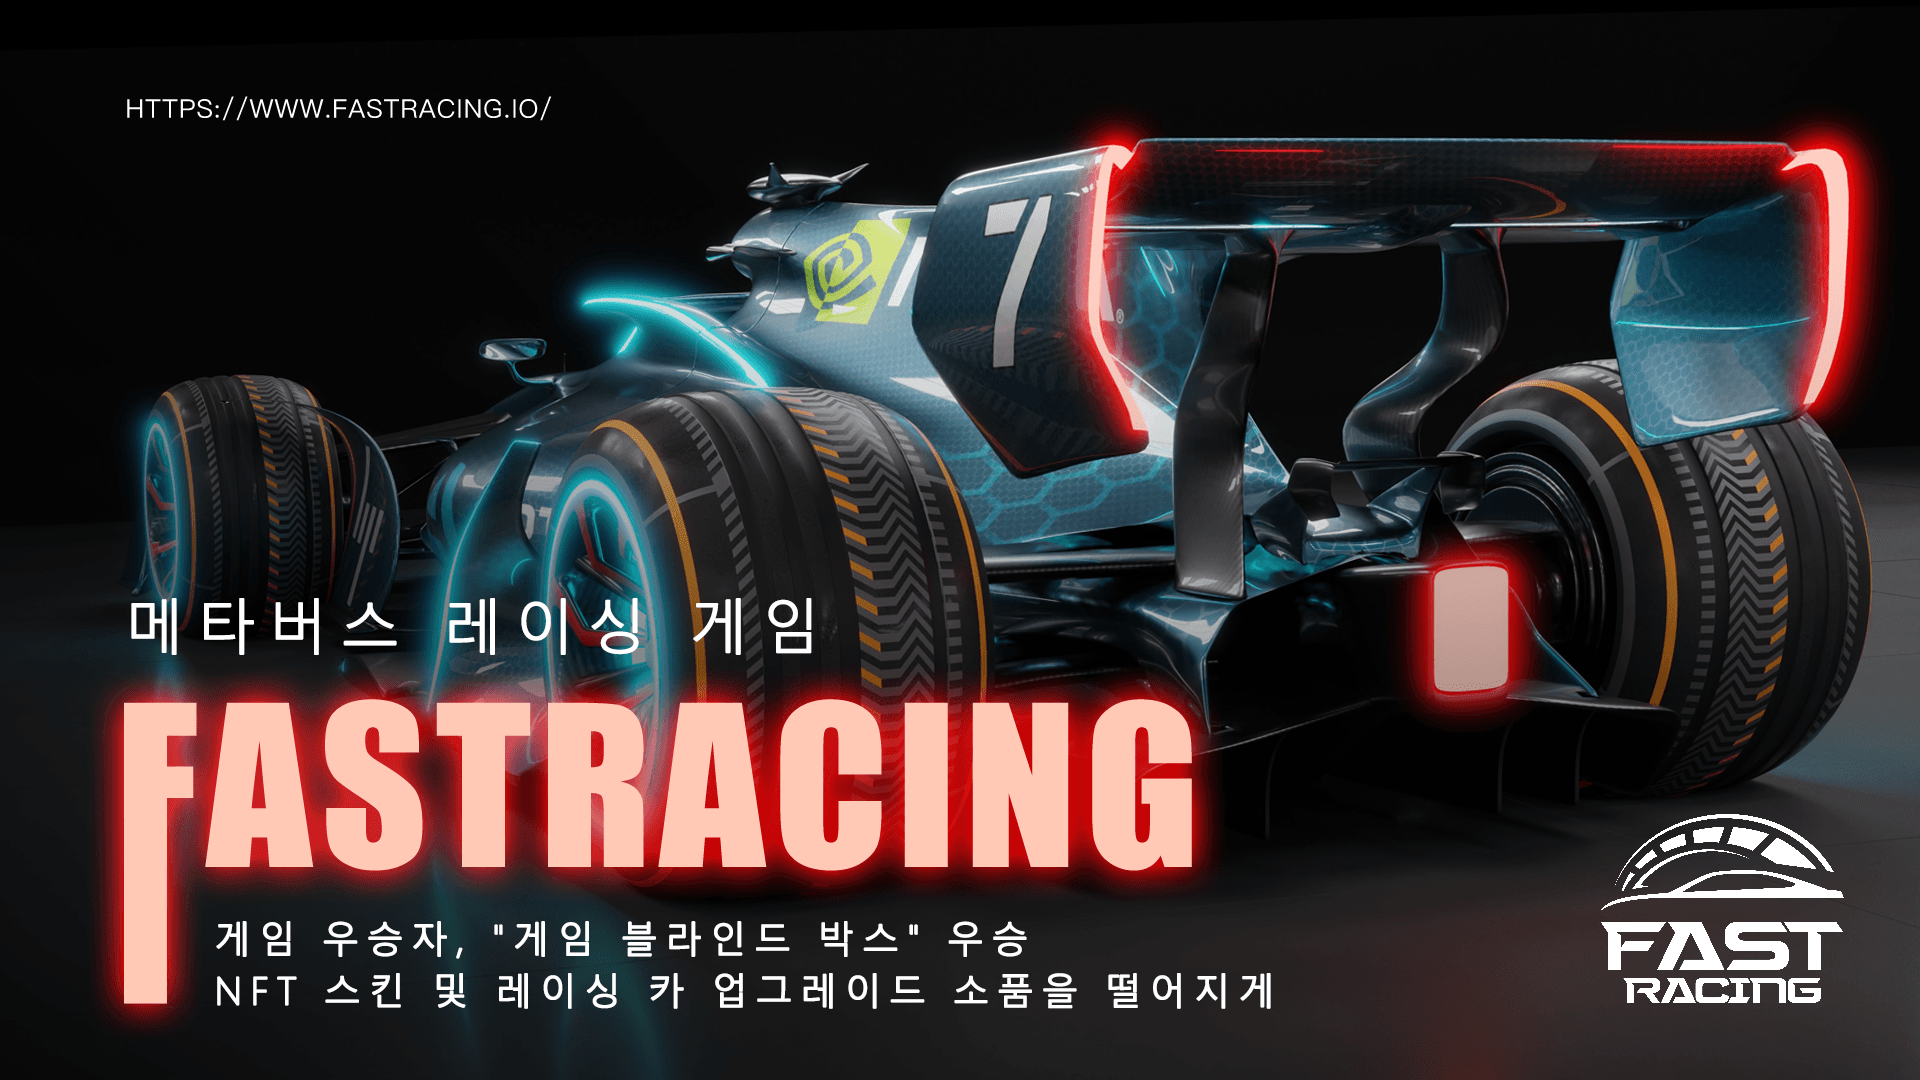 HTTPS://WWW.FASTRACING.IO/
7
메타버스 레이싱 게임
FASTRACING
게임 우승자, "게임 블라인드 박스" 우승
NFT 스킨 및 레이싱 카 업그레이드 소품을 떨어지게
FAST
RACING